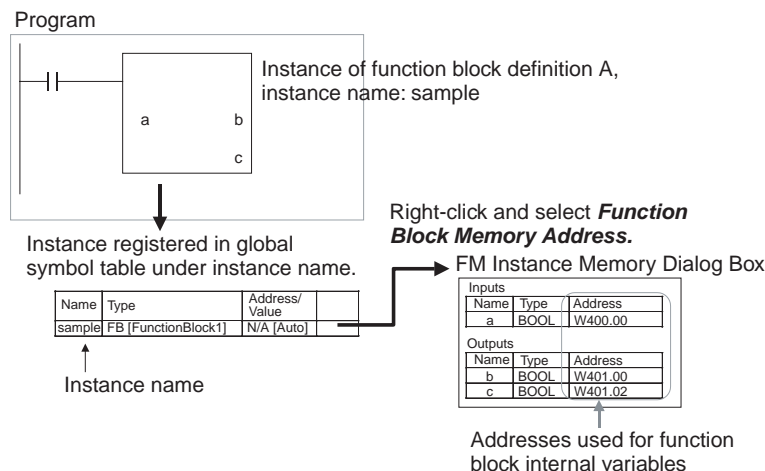 Program
Instance of function block definition A,
instance name: sample
a b
c
Instance registered in global
symbol table under instance name.
Name Type Address/
Value
sample FB [FunctionBlock1] N/A [Auto]
Instance name
Right-click and select Function
Block Memory Address.
FM Instance Memory Dialog Box
Inputs
Name Type Address
a BOOL W400.00
Outputs
Name Type Address
b BOOL W401.00
c BOOL W401.02
Addresses used for function
block internal variables